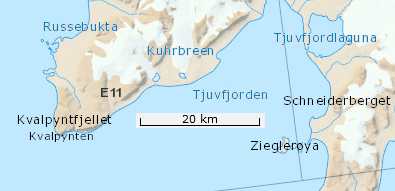 Russebukta
Tjuvfjordlaguna
Kuhrbreen
E11
Tjuvfjorden
Schneiderberget
Kvalpyntfjellet
20 km
Kvalpynten
Zieglerøya